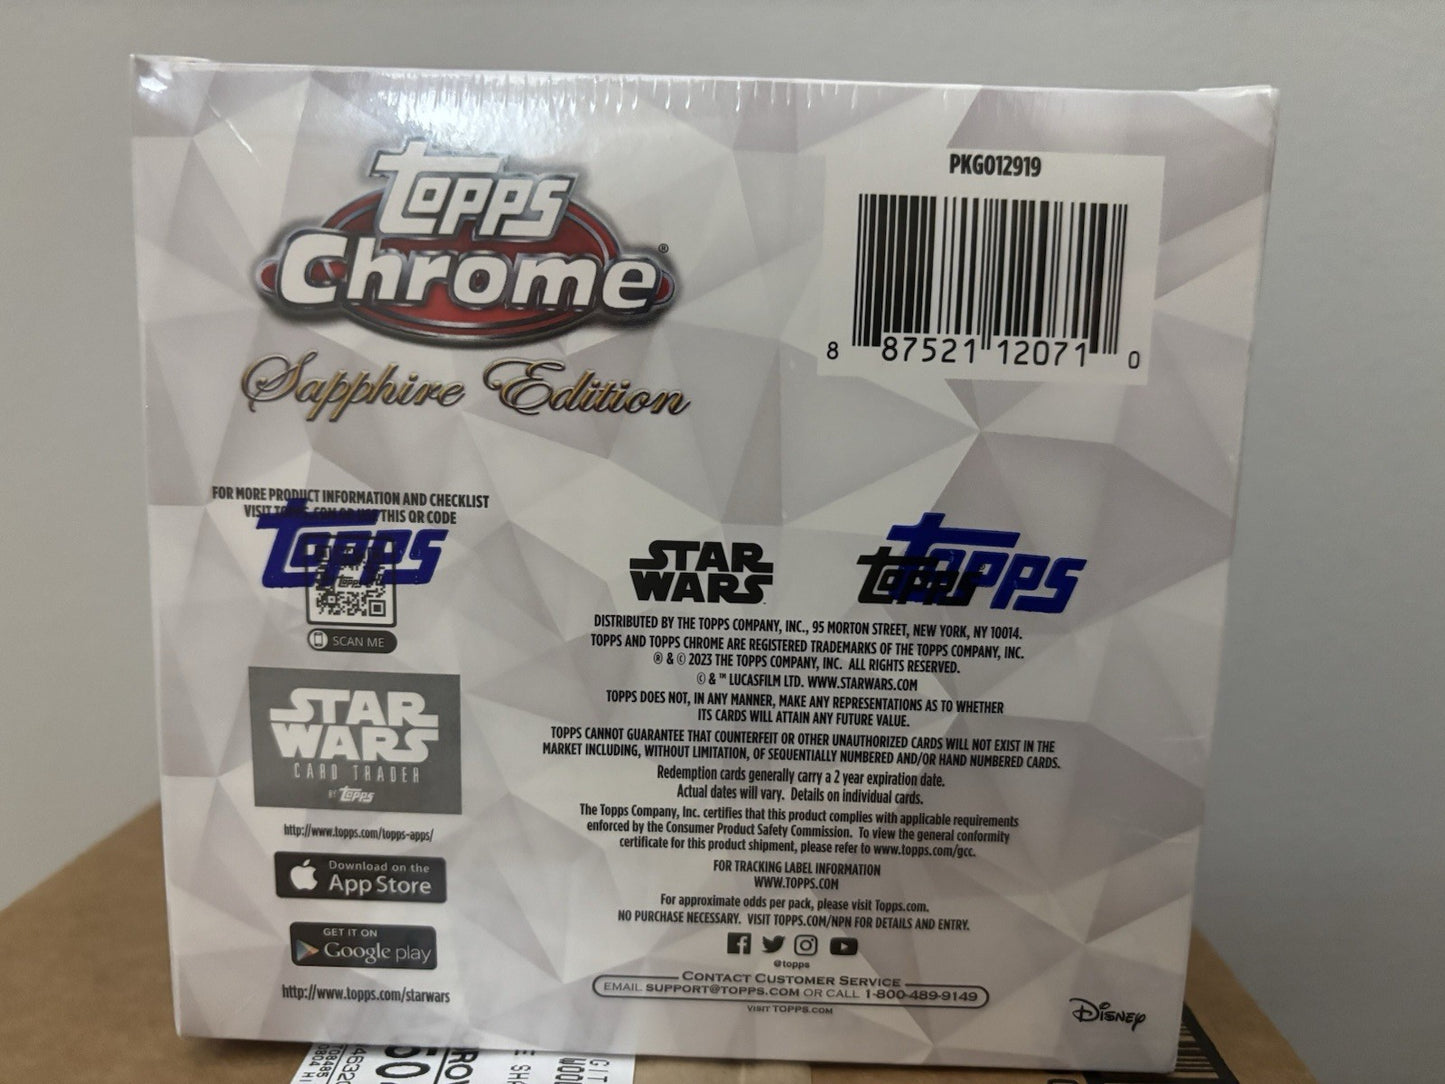 Topps
Chrome®
Sapphire Edition
PKG012919
8 87521 12071 0
FOR MORE PRODUCT INFORMATION AND CHECKLIST
VISIT TOPPS.COM OR USE THIS QR CODE
Topps
topps
SCAN ME
STAR
WARS
CARD TRADER
BY topps
http://www.topps.com/topps-apps/
Download on the
App Store
GET IT ON
Google play
http://www.topps.com/starwars
STAR
WARS
topps
Topps
DISTRIBUTED BY THE TOPPS COMPANY, INC., 95 MORTON STREET, NEW YORK, NY 10014.
TOPPS AND TOPPS CHROME ARE REGISTERED TRADEMARKS OF THE TOPPS COMPANY, INC.
® & © 2023 THE TOPPS COMPANY, INC. ALL RIGHTS RESERVED.
© & ™ LUCASFILM LTD. WWW.STARWARS.COM
TOPPS DOES NOT, IN ANY MANNER, MAKE ANY REPRESENTATIONS AS TO WHETHER
ITS CARDS WILL ATTAIN ANY FUTURE VALUE.
TOPPS CANNOT GUARANTEE THAT COUNTERFEIT OR OTHER UNAUTHORIZED CARDS WILL NOT EXIST IN THE
MARKET INCLUDING, WITHOUT LIMITATION, OF SEQUENTIALLY NUMBERED AND/OR HAND NUMBERED CARDS.
Redemption cards generally carry a 2 year expiration date.
Actual dates will vary. Details on individual cards.
The Topps Company, Inc. certifies that this product complies with applicable requirements
enforced by the Consumer Product Safety Commission. To view the general conformity
certificate for this product shipment, please refer to www.topps.com/gcc.
FOR TRACKING LABEL INFORMATION
WWW.TOPPS.COM
For approximate odds per pack, please visit Topps.com.
NO PURCHASE NECESSARY. VISIT TOPPS.COM/NPN FOR DETAILS AND ENTRY.
@topps
CONTACT CUSTOMER SERVICE
EMAIL SUPPORT@TOPPS.COM OR CALL 1-800-489-9149
VISIT TOPPS.COM
Disney